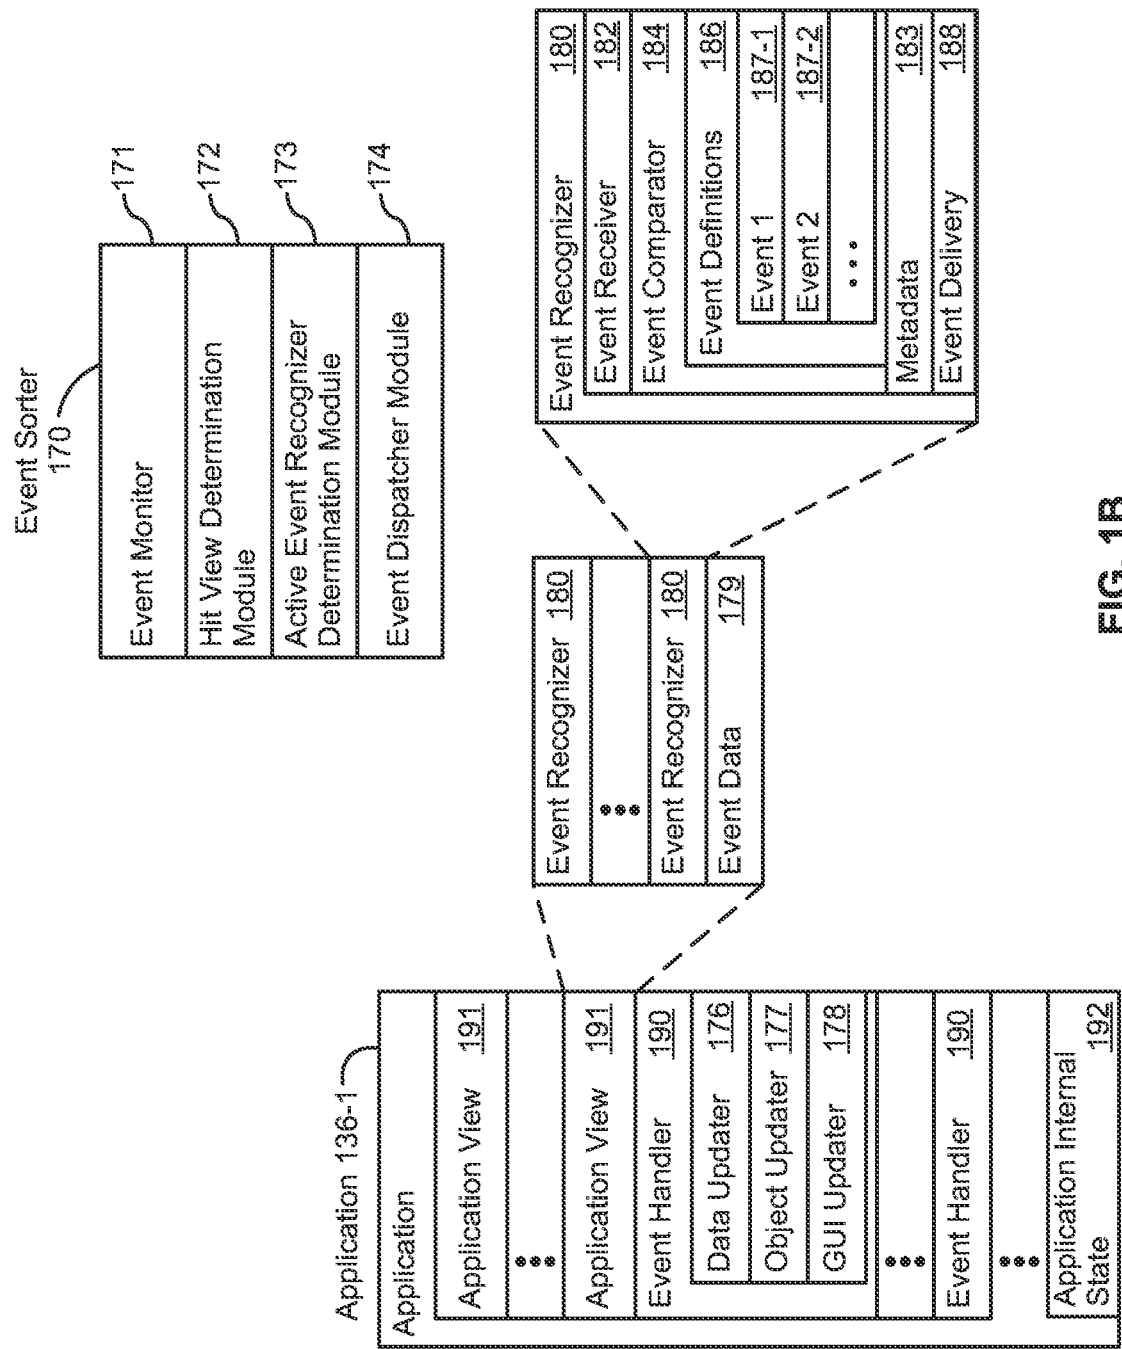 Event Sorter
170
Event Monitor
171
Hit View Determination
Module
172
Active Event Recognizer
Determination Module
173
Event Dispatcher Module
174
Application 136-1
Application
Application View 191
Application View 191
Event Handler 190
Data Updater 176
Object Updater 177
GUI Updater 178
Event Handler 190
Application Internal
State 192
Event Recognizer 180
Event Recognizer 180
Event Data 179
Event Recognizer 180
Event Receiver 182
Event Comparator 184
Event Definitions 186
Event 1 187-1
Event 2 187-2
Metadata 183
Event Delivery 188
FIG. 1B